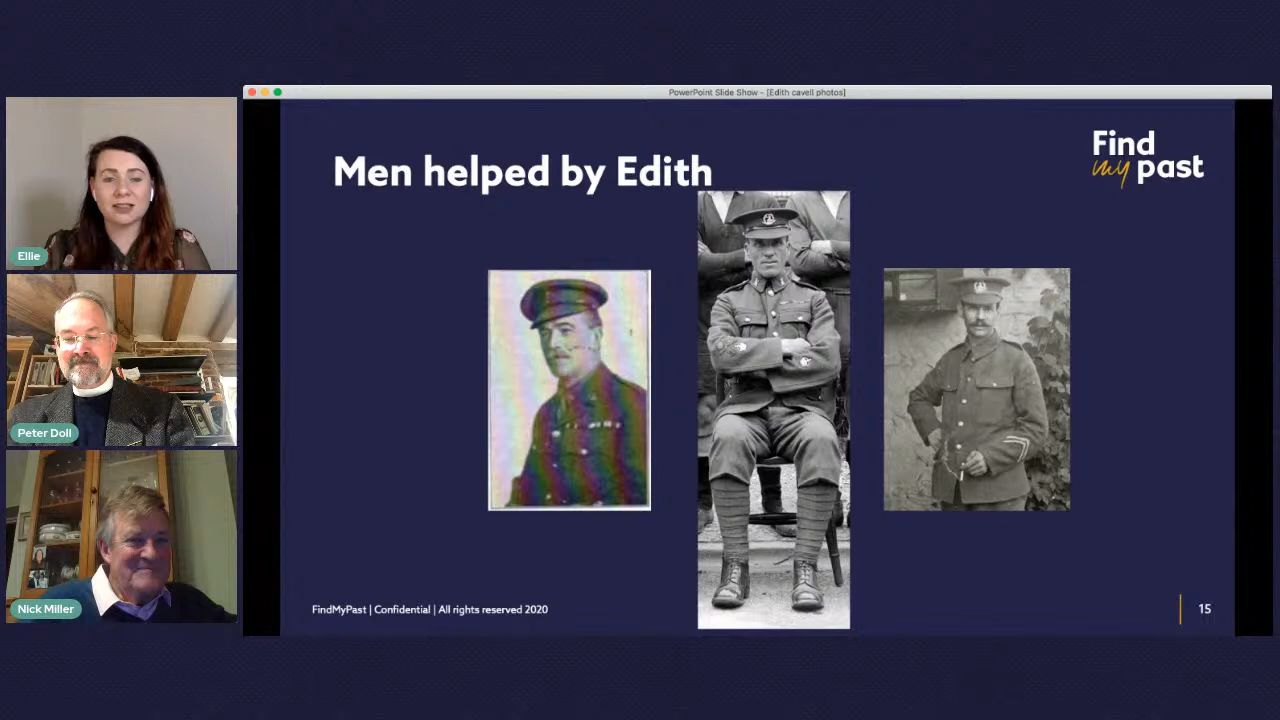 PowerPoint Slide Show - [Edith cavell photos]
Men helped by Edith
Find
my past
Ellie
Peter Doll
Nick Miller
FindMyPast | Confidential | All rights reserved 2020
15